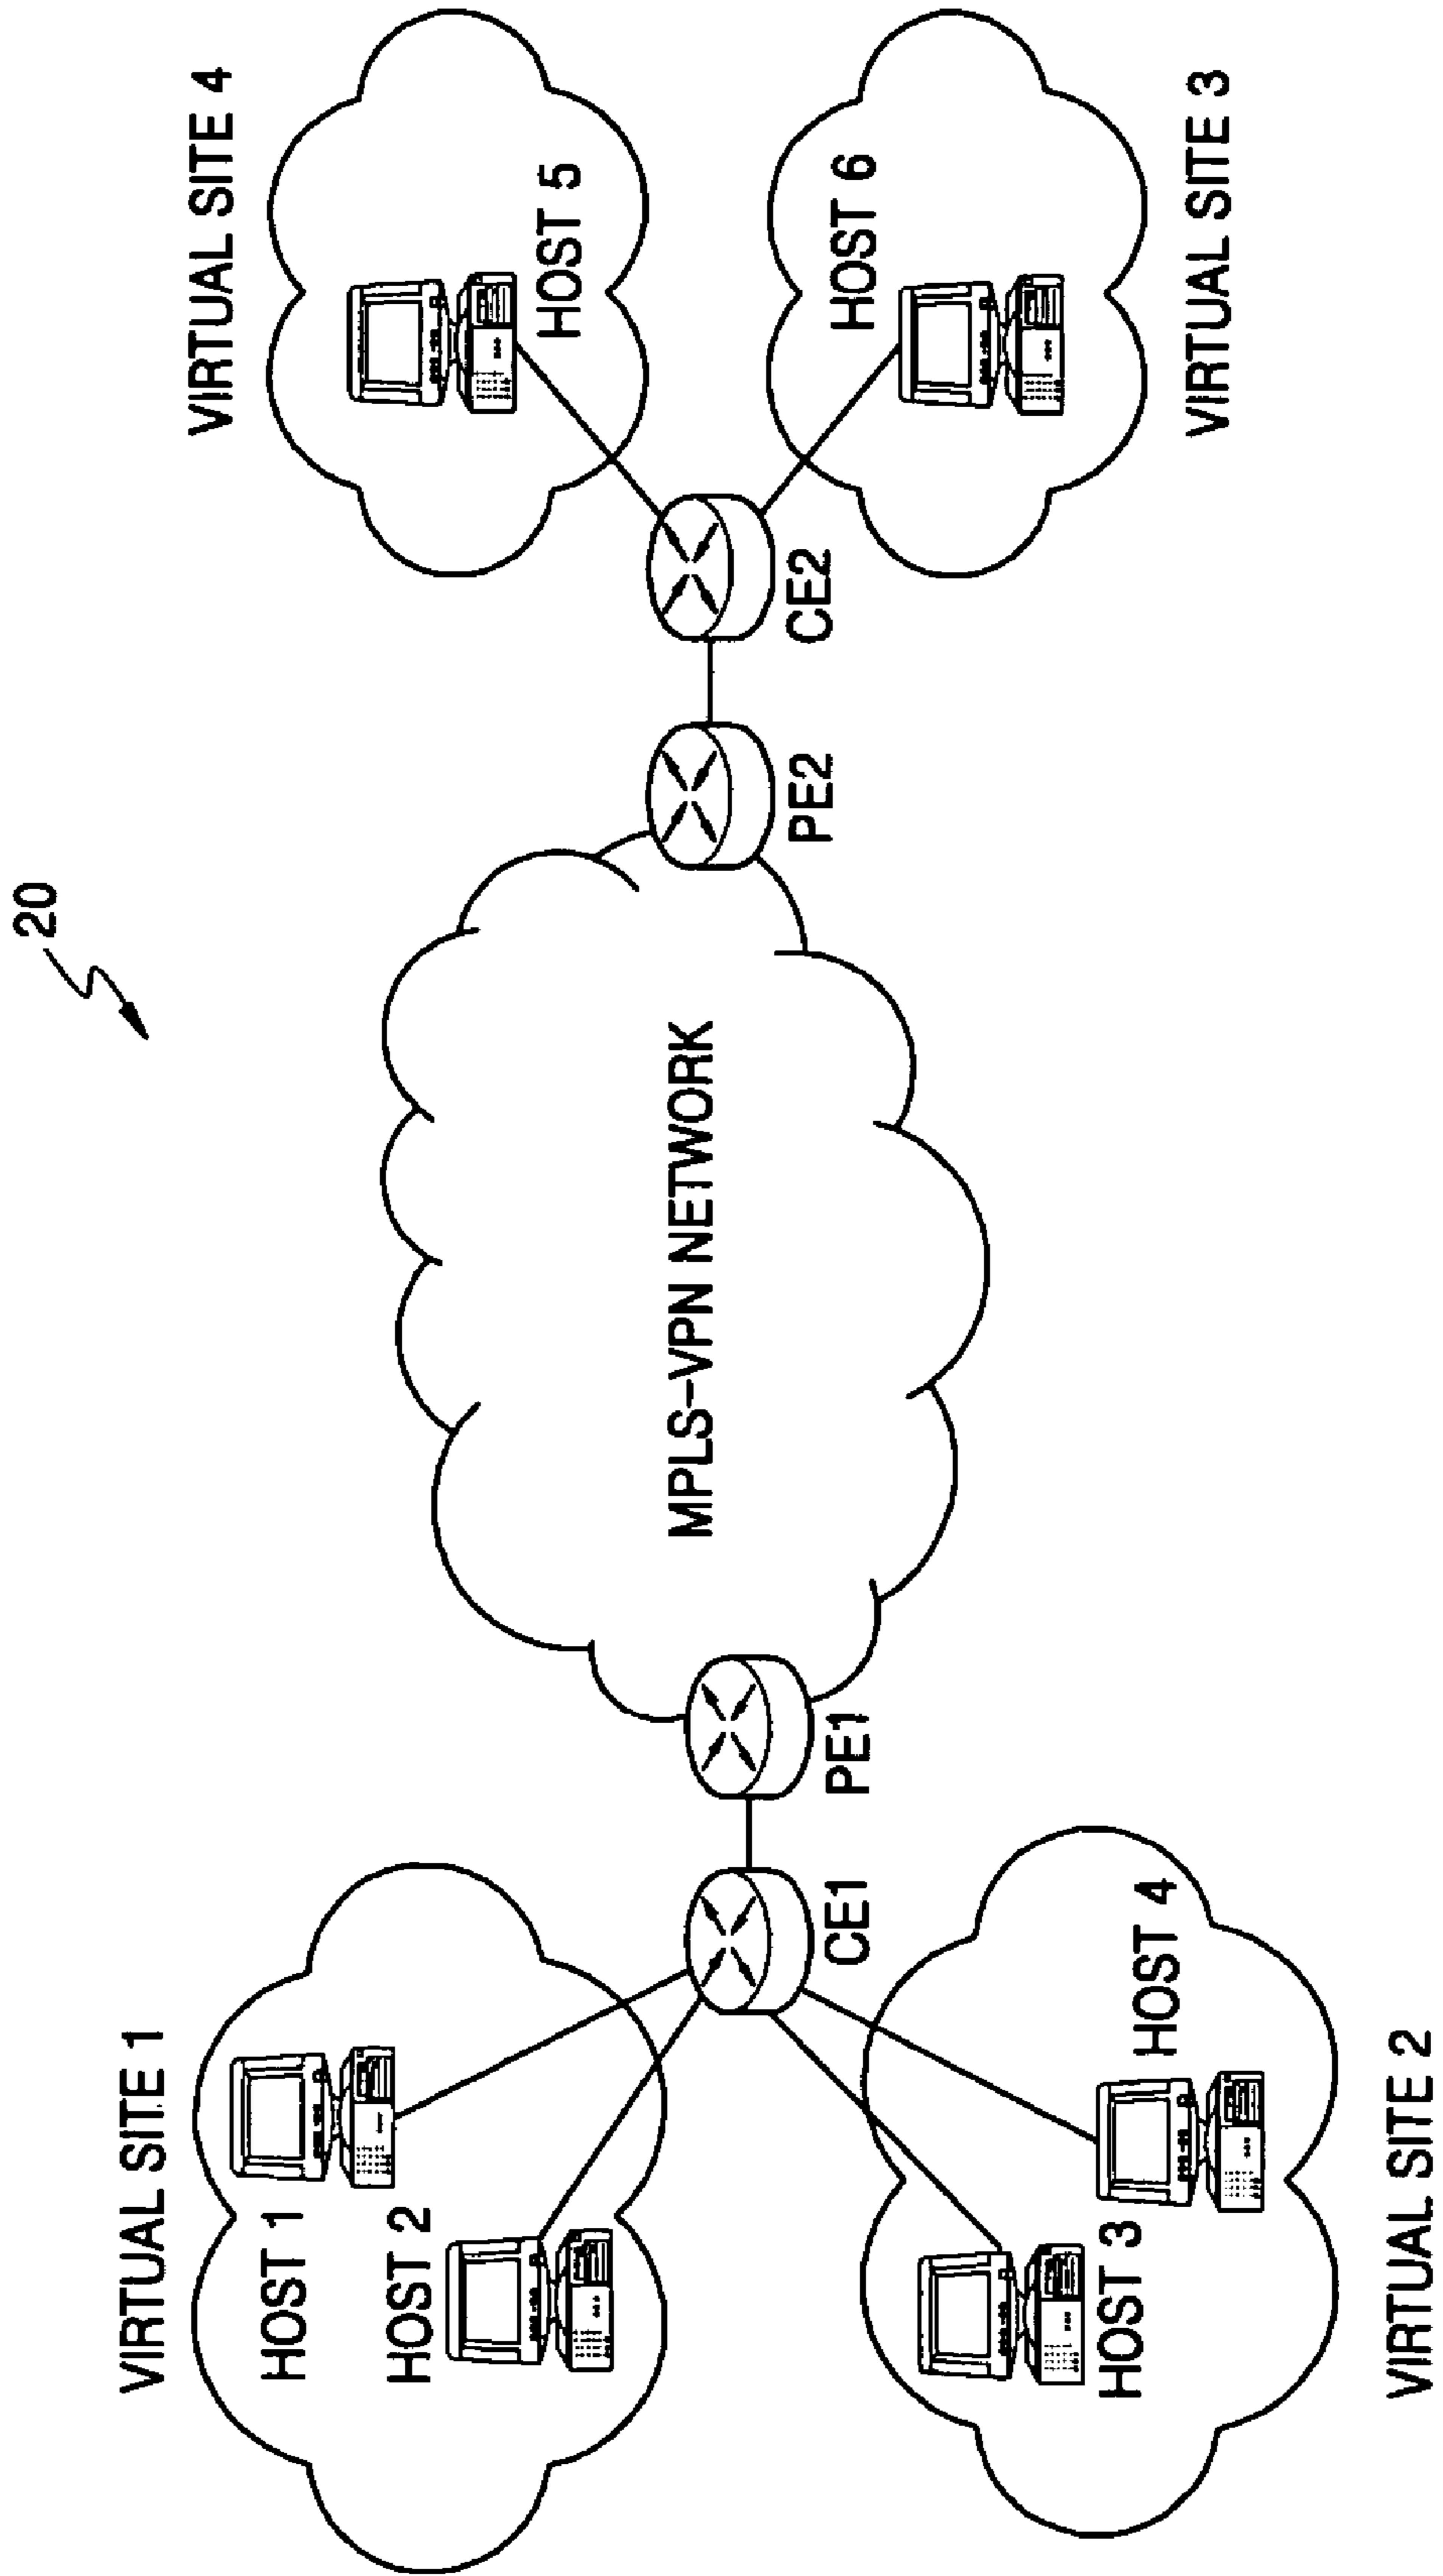 20
VIRTUAL SITE 1
VIRTUAL SITE 4
HOST 1
HOST 2
HOST 5
MPLS-VPN NETWORK
CE1
PE1
PE2
CE2
HOST 6
HOST 3
HOST 4
VIRTUAL SITE 3
VIRTUAL SITE 2